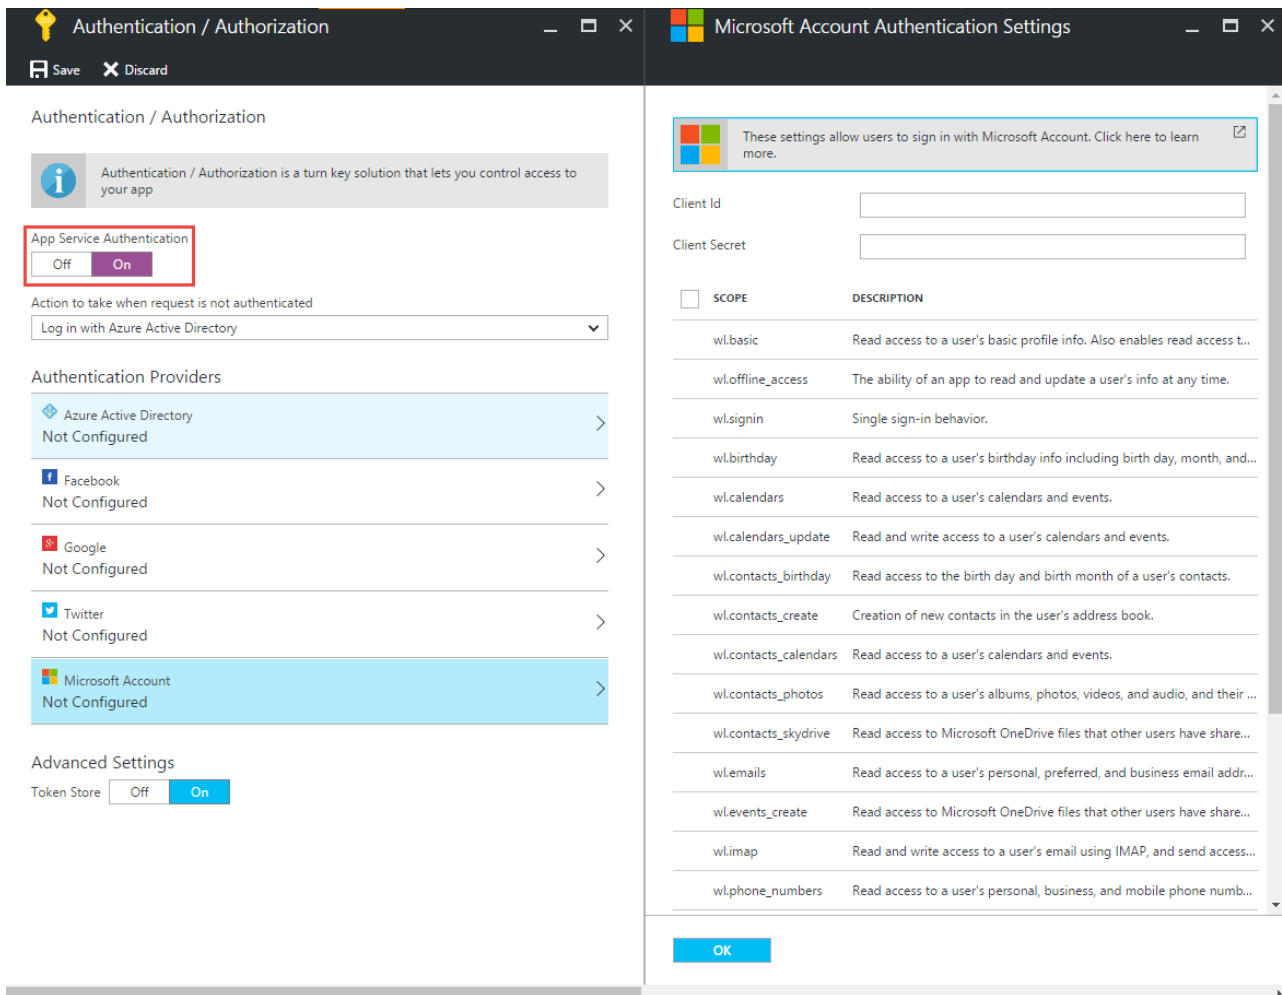 Authentication / Authorization
Save Discard
Authentication / Authorization
Authentication / Authorization is a turn key solution that lets you control access to
your app
App Service Authentication
Off On
Action to take when request is not authenticated
Log in with Azure Active Directory
Authentication Providers
Azure Active Directory
Not Configured
Facebook
Not Configured
Google
Not Configured
Twitter
Not Configured
Microsoft Account
Not Configured
Advanced Settings
Token Store Off On
Microsoft Account Authentication Settings
These settings allow users to sign in with Microsoft Account. Click here to learn
more.
Client Id
Client Secret
SCOPE DESCRIPTION
wl.basic Read access to a user's basic profile info. Also enables read access t...
wl.offline_access The ability of an app to read and update a user's info at any time.
wl.signin Single sign-in behavior.
wl.birthday Read access to a user's birthday info including birth day, month, and...
wl.calendars Read access to a user's calendars and events.
wl.calendars_update Read and write access to a user's calendars and events.
wl.contacts_birthday Read access to the birth day and birth month of a user's contacts.
wl.contacts_create Creation of new contacts in the user's address book.
wl.contacts_calendars Read access to a user's calendars and events.
wl.contacts_photos Read access to a user's albums, photos, videos, and audio, and their ...
wl.contacts_skydrive Read access to Microsoft OneDrive files that other users have share...
wl.emails Read access to a user's personal, preferred, and business email addr...
wl.events_create Read access to Microsoft OneDrive files that other users have share...
wl.imap Read and write access to a user's email using IMAP, and send access...
wl.phone_numbers Read access to a user's personal, business, and mobile phone numb...
OK